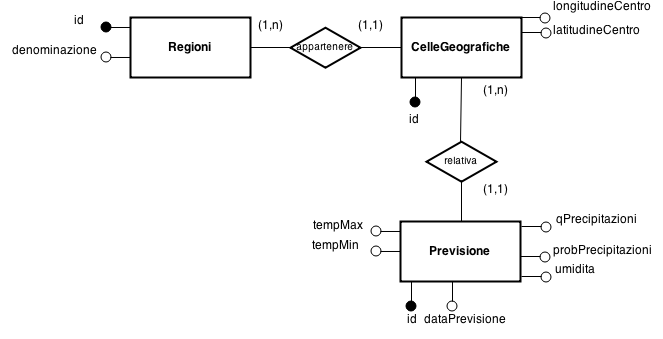 longitudineCentro
id
(1,n)
(1,1)
latitudineCentro
denominazione
Regioni
appartenere
CelleGeografiche
(1,n)
id
relativa
(1,1)
tempMax
qPrecipitazioni
tempMin
Previsione
probPrecipitazioni
umidita
id
dataPrevisione